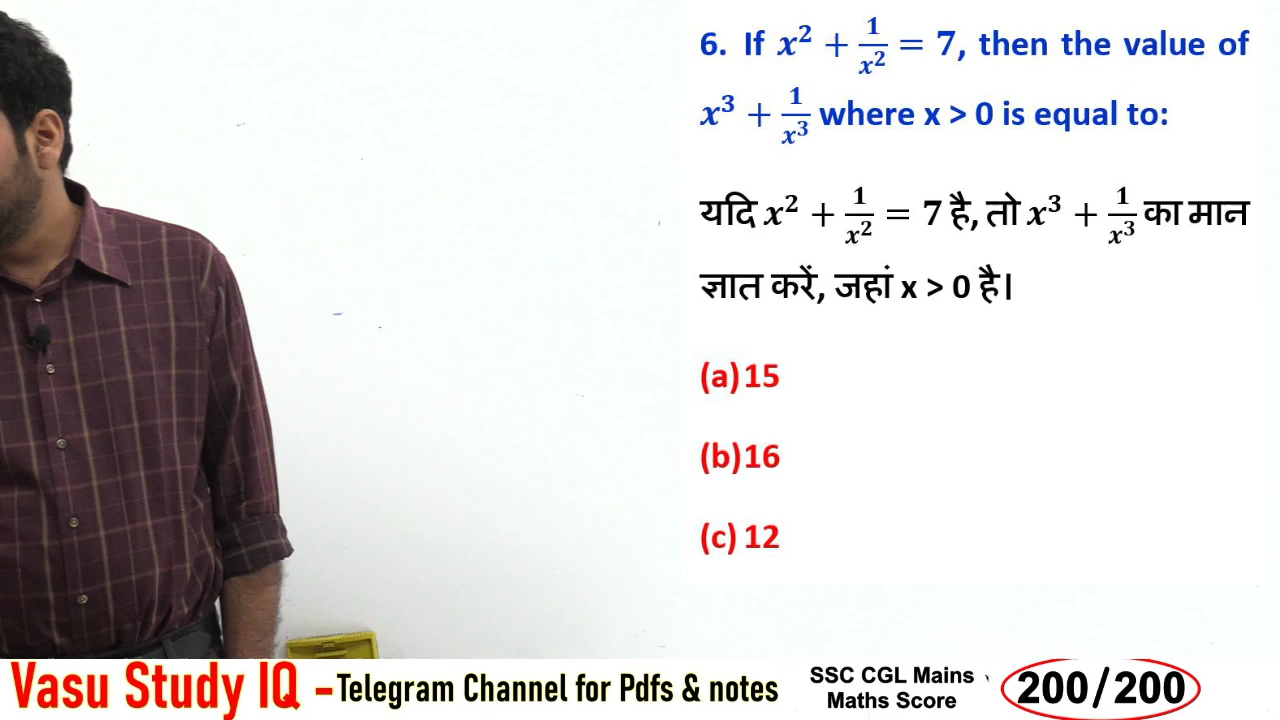 6. If x² + 1/x² = 7, then the value of
x³ + 1/x³ where x > 0 is equal to:
यदि x² + 1/x² = 7 है, तो x³ + 1/x³ का मान
ज्ञात करें, जहां x > 0 है।
(a) 15
(b) 16
(c) 12
Vasu Study IQ – Telegram Channel for Pdfs & notes
SSC CGL Mains
Maths Score
200/200